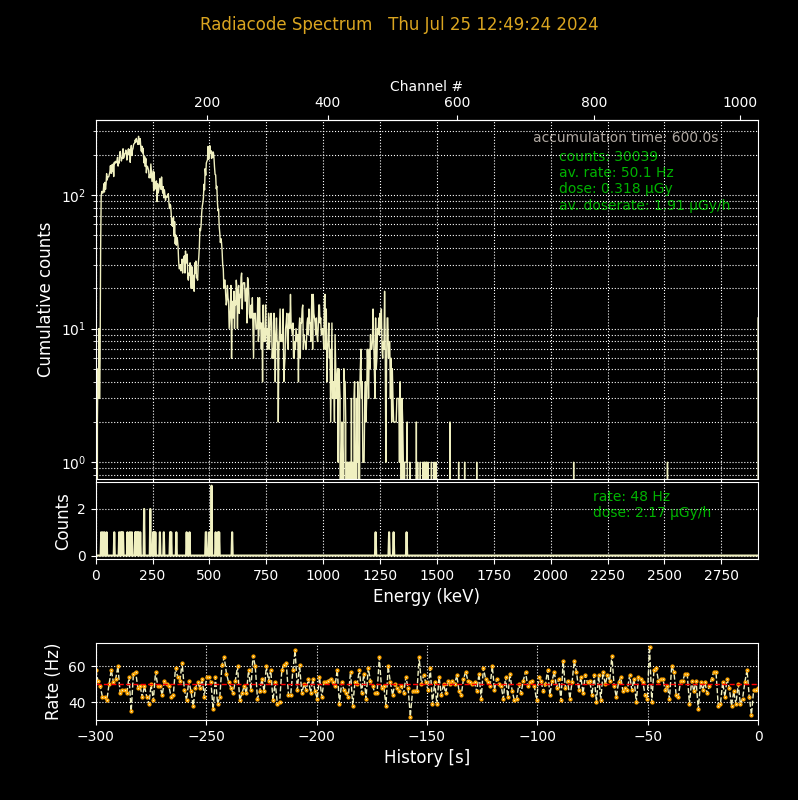 Radiacode Spectrum   Thu Jul 25 12:49:24 2024
Channel #
200 400 600 800 1000
accumulation time: 600.0s
counts: 30039
av. rate: 50.1 Hz
dose: 0.318 µGy
av. doserate: 1.91 µGy/h
Cumulative counts
10²
10¹
10⁰
rate: 48 Hz
dose: 2.17 µGy/h
Counts
2
0
0 250 500 750 1000 1250 1500 1750 2000 2250 2500 2750
Energy (keV)
Rate (Hz)
60
40
−300 −250 −200 −150 −100 −50 0
History [s]